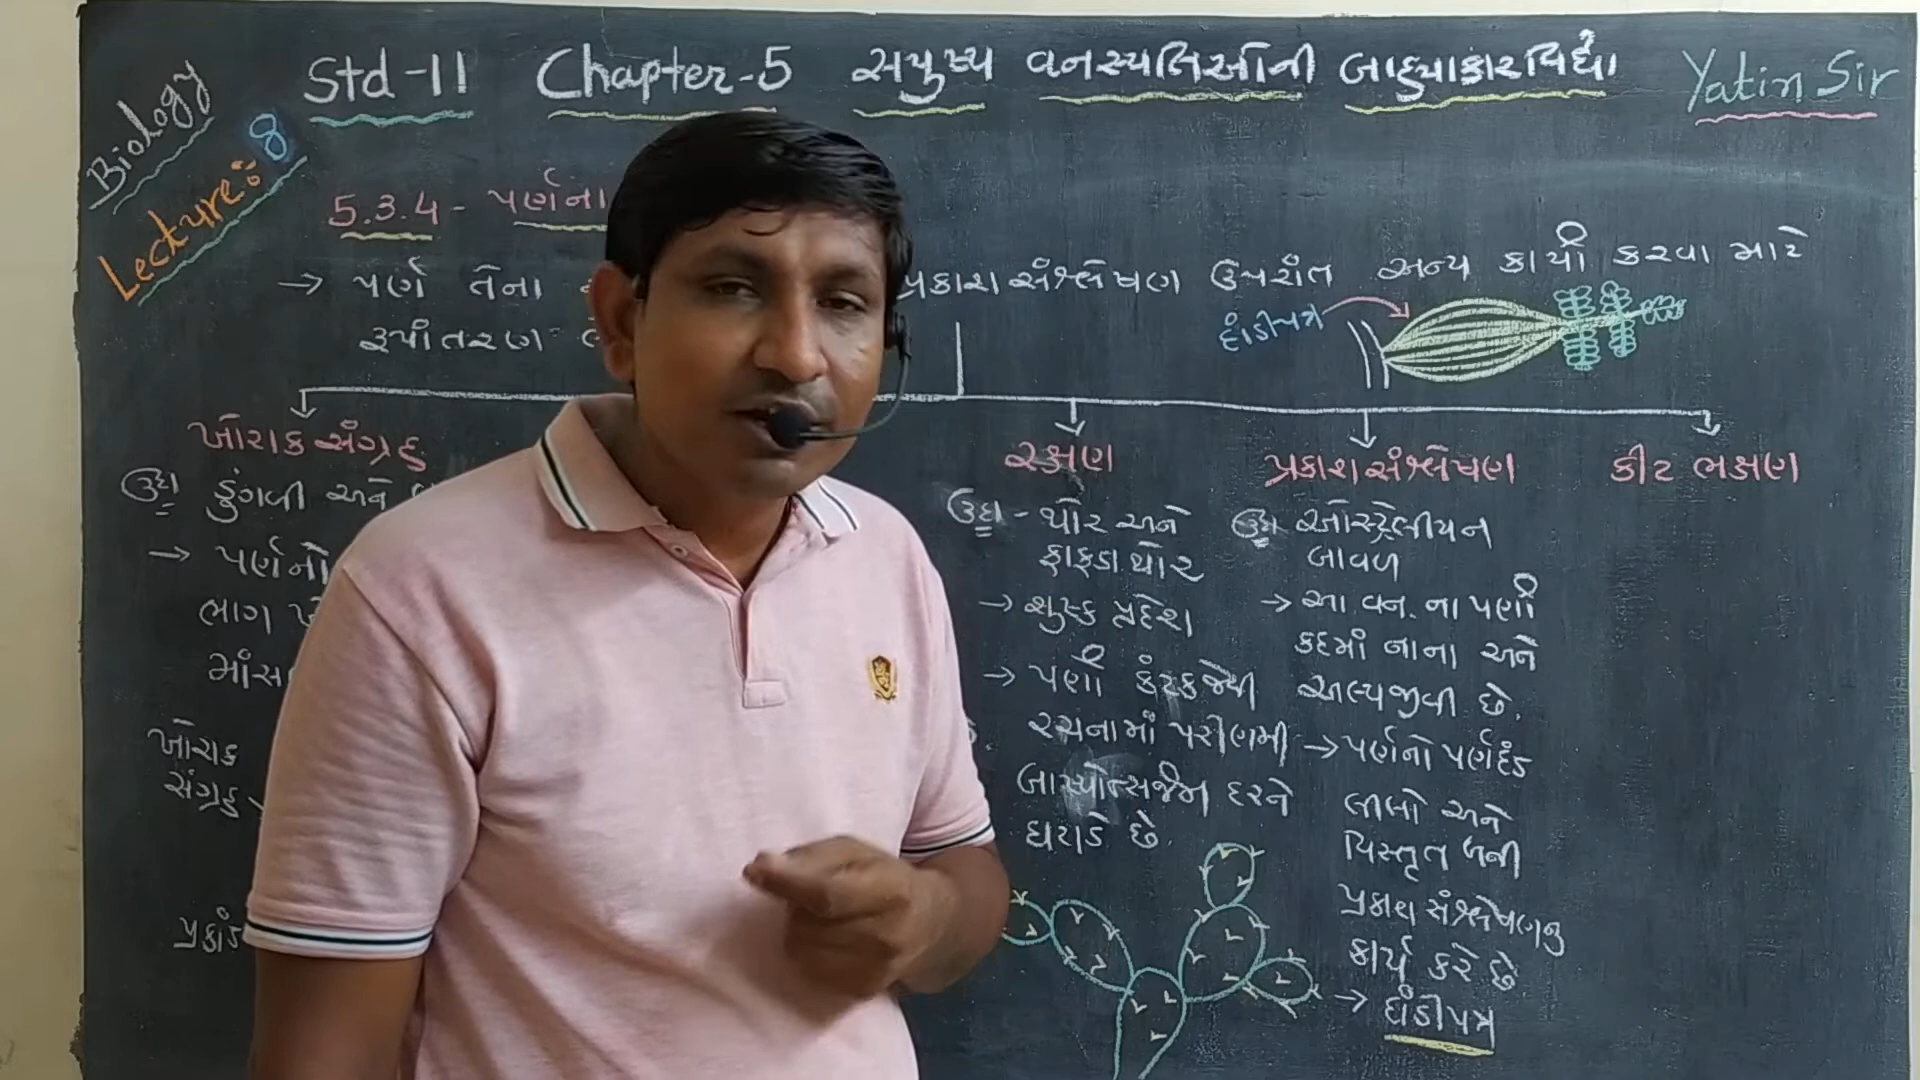 Biology
Lecture: 8
Std-11 Chapter-5 સપુષ્પ વનસ્પતિઓની બાહ્યાકારવિદ્યા
Yatin Sir
5.3.4 - પર્ણના
→ પર્ણ તેના
પ્રકાશસંશ્લેષણ ઉપરાંત અન્ય કાર્યો કરવા માટે
રૂપાંતરણ
દાંડીપત્ર
ખોરાક સંગ્રહ
ઉદા ડુંગળી અને
→ પર્ણનો
ભાગ
માંસ
ખોરાક
સંગ્રહ
પ્રકાંડ
રક્ષણ
ઉદા - થોર અને
ફાફડાથોર
→ શુષ્ક પ્રદેશ
→ પર્ણો કંટક જેવી
રચનામાં પરીણમી
બાષ્પોત્સર્જન દરને
ઘટાડે છે.
પ્રકાશસંશ્લેષણ
ઉદા ઓસ્ટ્રેલીયન
બાવળ
→ આ વન. ના પર્ણો
કદમાં નાના અને
અલ્પજીવી છે.
→ પર્ણનો પર્ણદંડ
લીલો અને
વિસ્તૃત બની
પ્રકાશ સંશ્લેષણનુ
કાર્ય કરે છે
→ દાંડીપત્ર
કીટ ભક્ષણ